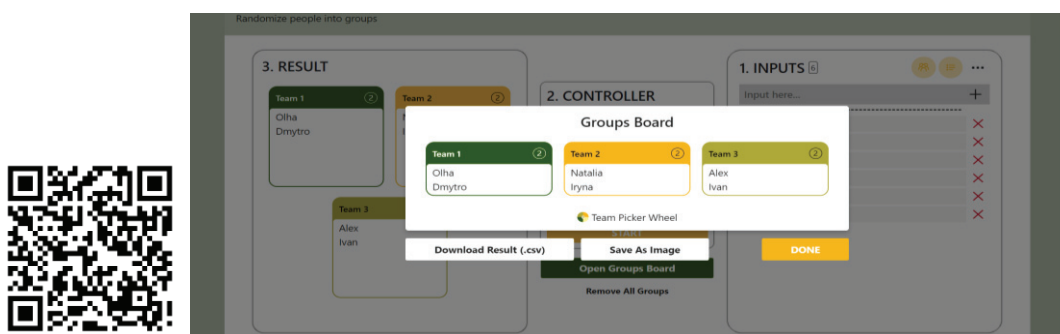 Randomize people into groups
3. RESULT
Team 1 2
Olha
Dmytro
Team 2 2
Team 3
Alex
Ivan
2. CONTROLLER
1. INPUTS 6
Input here...
Groups Board
Team 1 2
Olha
Dmytro
Team 2 2
Natalia
Iryna
Team 3 2
Alex
Ivan
Team Picker Wheel
START
Download Result (.csv)
Save As Image
DONE
Open Groups Board
Remove All Groups